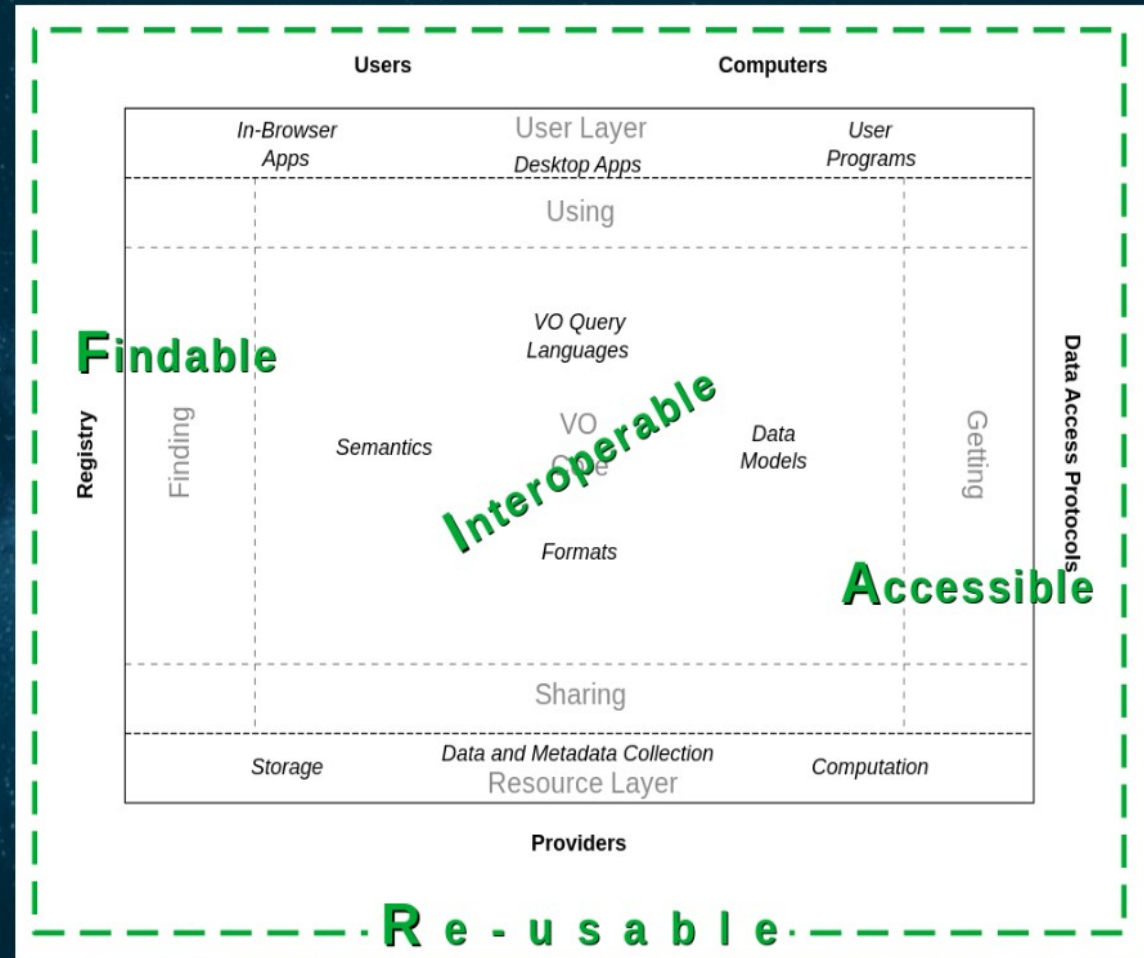 Users
Computers
In-Browser
Apps
User Layer
Desktop Apps
User
Programs
Using
VO Query
Languages
Findable
Registry
Finding
Semantics
VO
Core
Interoperable
Data
Models
Getting
Data Access Protocols
Formats
Accessible
Sharing
Storage
Data and Metadata Collection
Resource Layer
Computation
Providers
Re-usable